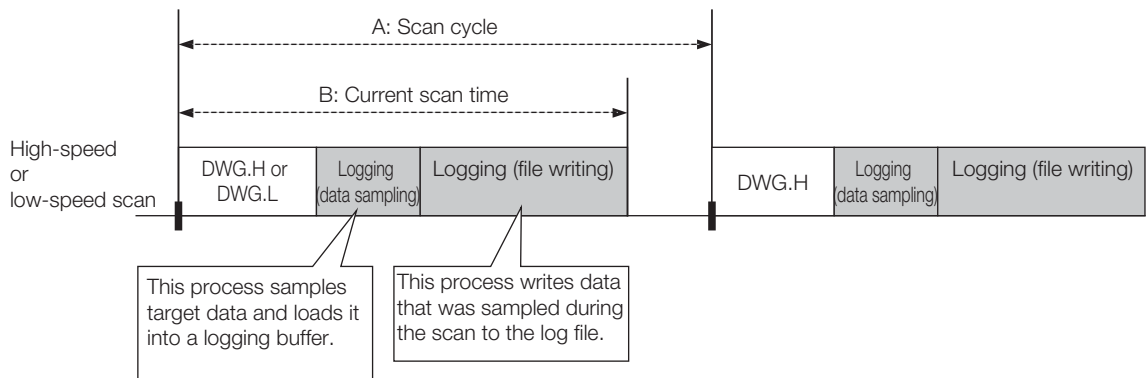 A: Scan cycle
B: Current scan time
High-speed
or
low-speed scan
DWG.H or
DWG.L
Logging
(data sampling)
Logging (file writing)
DWG.H
Logging
(data sampling)
Logging (file writing)
This process samples
target data and loads it
into a logging buffer.
This process writes data
that was sampled during
the scan to the log file.